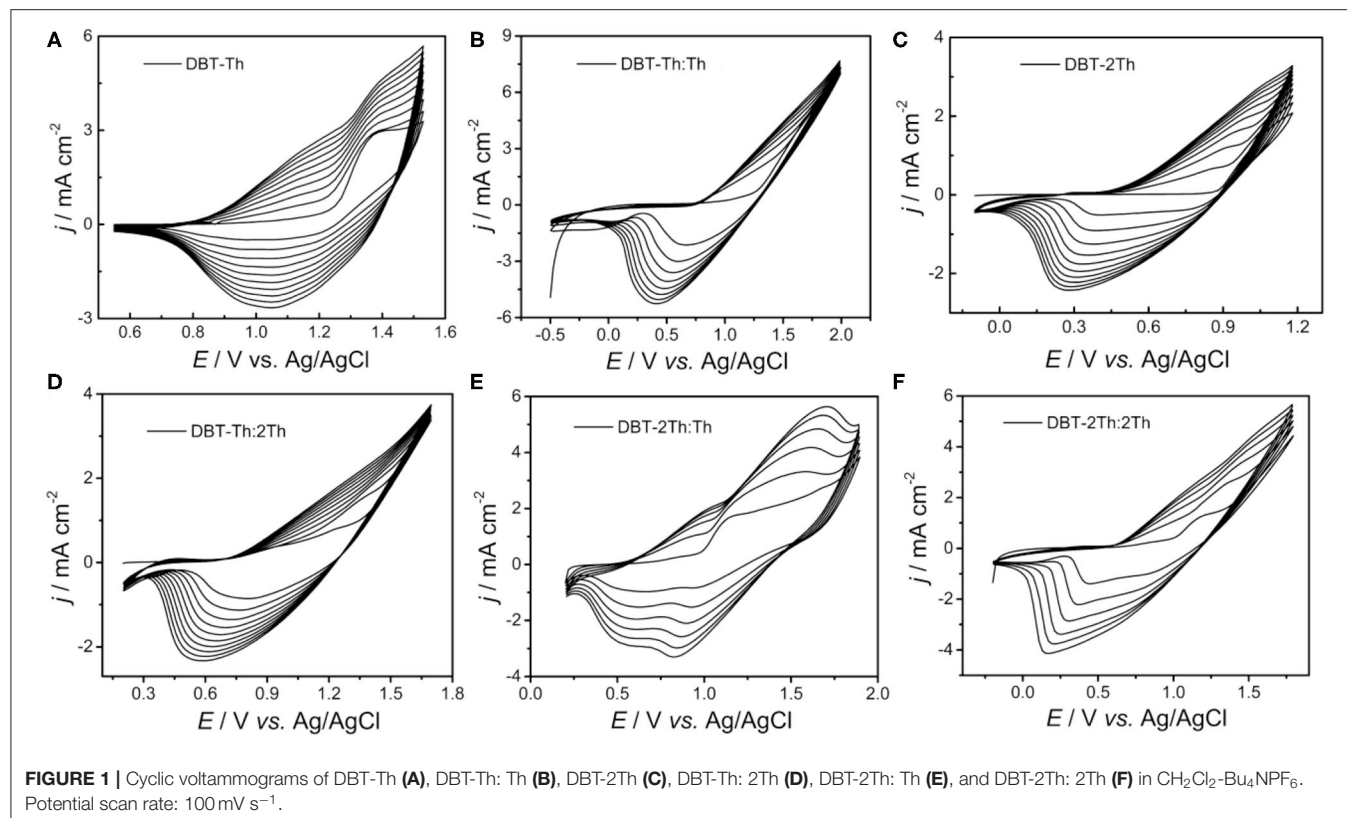 A
6
3
0
-3
j / mA cm-2
DBT-Th
0.6 0.8 1.0 1.2 1.4 1.6
E / V vs. Ag/AgCl
B
9
6
3
0
-3
-6
j / mA cm-2
DBT-Th:Th
-0.5 0.0 0.5 1.0 1.5 2.0
E / V vs. Ag/AgCl
C
4
2
0
-2
j / mA cm-2
DBT-2Th
0.0 0.3 0.6 0.9 1.2
E / V vs. Ag/AgCl
D
4
2
0
-2
j / mA cm-2
DBT-Th:2Th
0.3 0.6 0.9 1.2 1.5 1.8
E / V vs. Ag/AgCl
E
6
4
2
0
-2
-4
j / mA cm-2
DBT-2Th:Th
0.0 0.5 1.0 1.5 2.0
E / V vs. Ag/AgCl
F
6
4
2
0
-2
-4
j / mA cm-2
DBT-2Th:2Th
0.0 0.5 1.0 1.5
E / V vs. Ag/AgCl
FIGURE 1 | Cyclic voltammograms of DBT-Th (A), DBT-Th: Th (B), DBT-2Th (C), DBT-Th: 2Th (D), DBT-2Th: Th (E), and DBT-2Th: 2Th (F) in CH₂Cl₂-Bu₄NPF₆.
Potential scan rate: 100 mV s⁻¹.